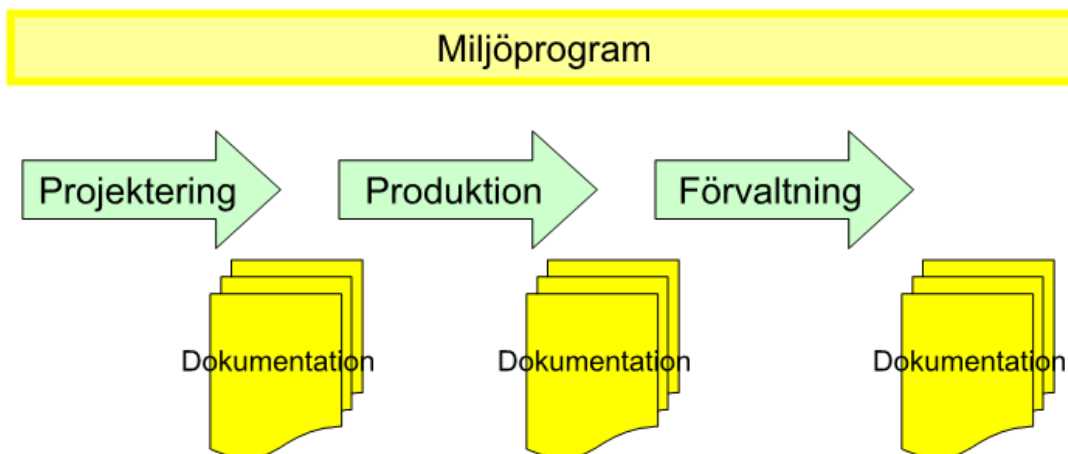 Miljöprogram
Projektering
Produktion
Förvaltning
Dokumentation
Dokumentation
Dokumentation